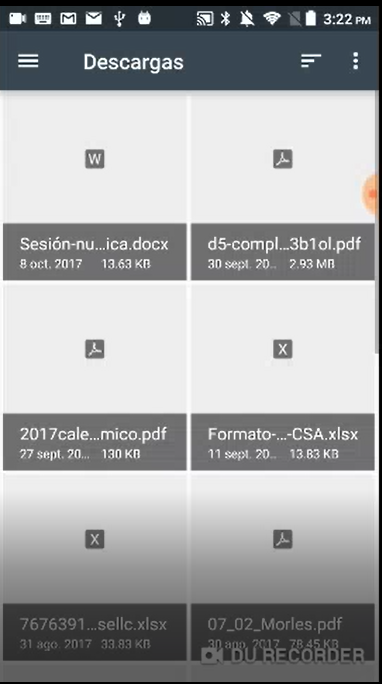 3:22 PM
Descargas
W
Sesión-nu...ica.docx
8 oct. 2017 13.63 KB
d5-compl...3b1ol.pdf
30 sept. 20... 2.93 MB
2017cale...mico.pdf
27 sept. 20... 130 KB
X
Formato-...-CSA.xlsx
11 sept. 20... 13.83 KB
X
7676391...sellc.xlsx
31 ago. 2017 33.83 KB
07_02_Morles.pdf
30 ago. 2017 78.45 KB
DU RECORDER